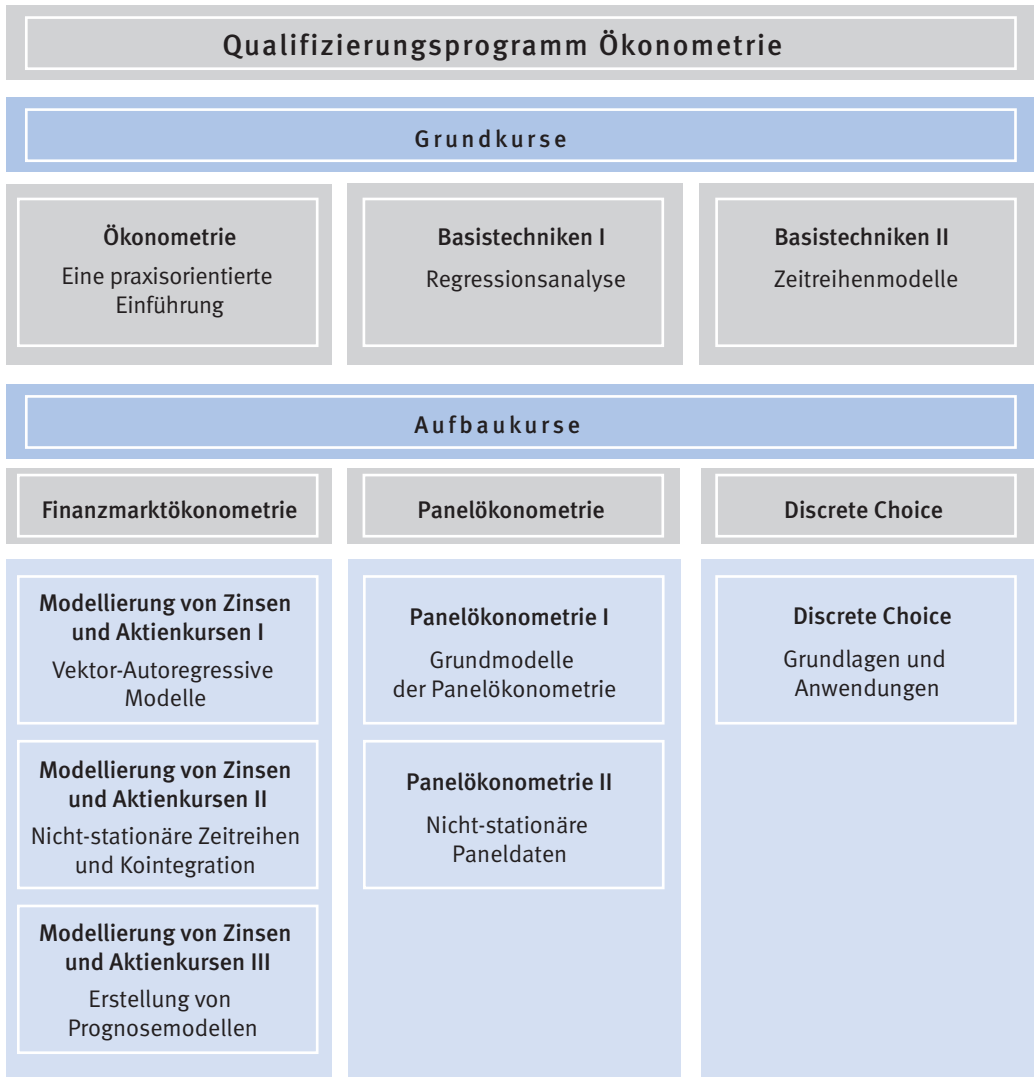 Qualifizierungsprogramm Ökonometrie
Grundkurse
Ökonometrie
Eine praxisorientierte
Einführung
Basistechniken I
Regressionsanalyse
Basistechniken II
Zeitreihenmodelle
Aufbaukurse
Finanzmarktökonometrie
Panelökonometrie
Discrete Choice
Modellierung von Zinsen
und Aktienkursen I
Vektor-Autoregressive
Modelle
Modellierung von Zinsen
und Aktienkursen II
Nicht-stationäre Zeitreihen
und Kointegration
Modellierung von Zinsen
und Aktienkursen III
Erstellung von
Prognosemodellen
Panelökonometrie I
Grundmodelle
der Panelökonometrie
Panelökonometrie II
Nicht-stationäre
Paneldaten
Discrete Choice
Grundlagen und
Anwendungen